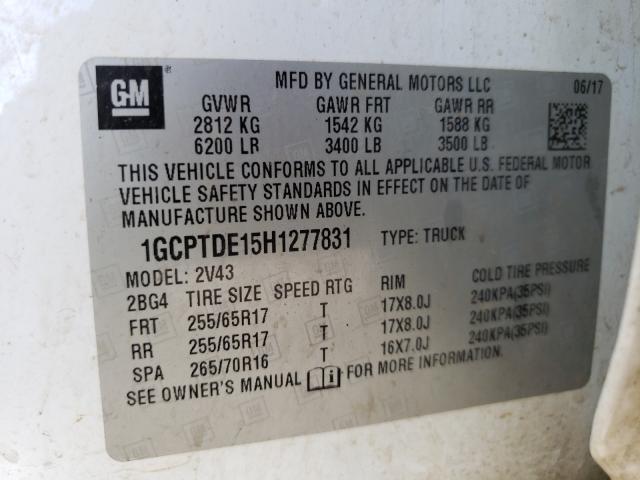 GM ®
MFD BY GENERAL MOTORS LLC 06/17
GVWR GAWR FRT GAWR RR
2812 KG 1542 KG 1588 KG
6200 LR 3400 LB 3500 LB
THIS VEHICLE CONFORMS TO ALL APPLICABLE U.S. FEDERAL MOTOR
VEHICLE SAFETY STANDARDS IN EFFECT ON THE DATE OF
MANUFACTURE SHOWN ABOVE.
1GCPTDE15H1277831 TYPE: TRUCK
MODEL: 2V43
2BG4 TIRE SIZE SPEED RTG RIM COLD TIRE PRESSURE
FRT 255/65R17 T 17X8.0J 240KPA(35PSI)
RR 255/65R17 T 17X8.0J 240KPA(35PSI)
SPA 265/70R16 T 16X7.0J 240KPA(35PSI)
SEE OWNER'S MANUAL FOR MORE INFORMATION.